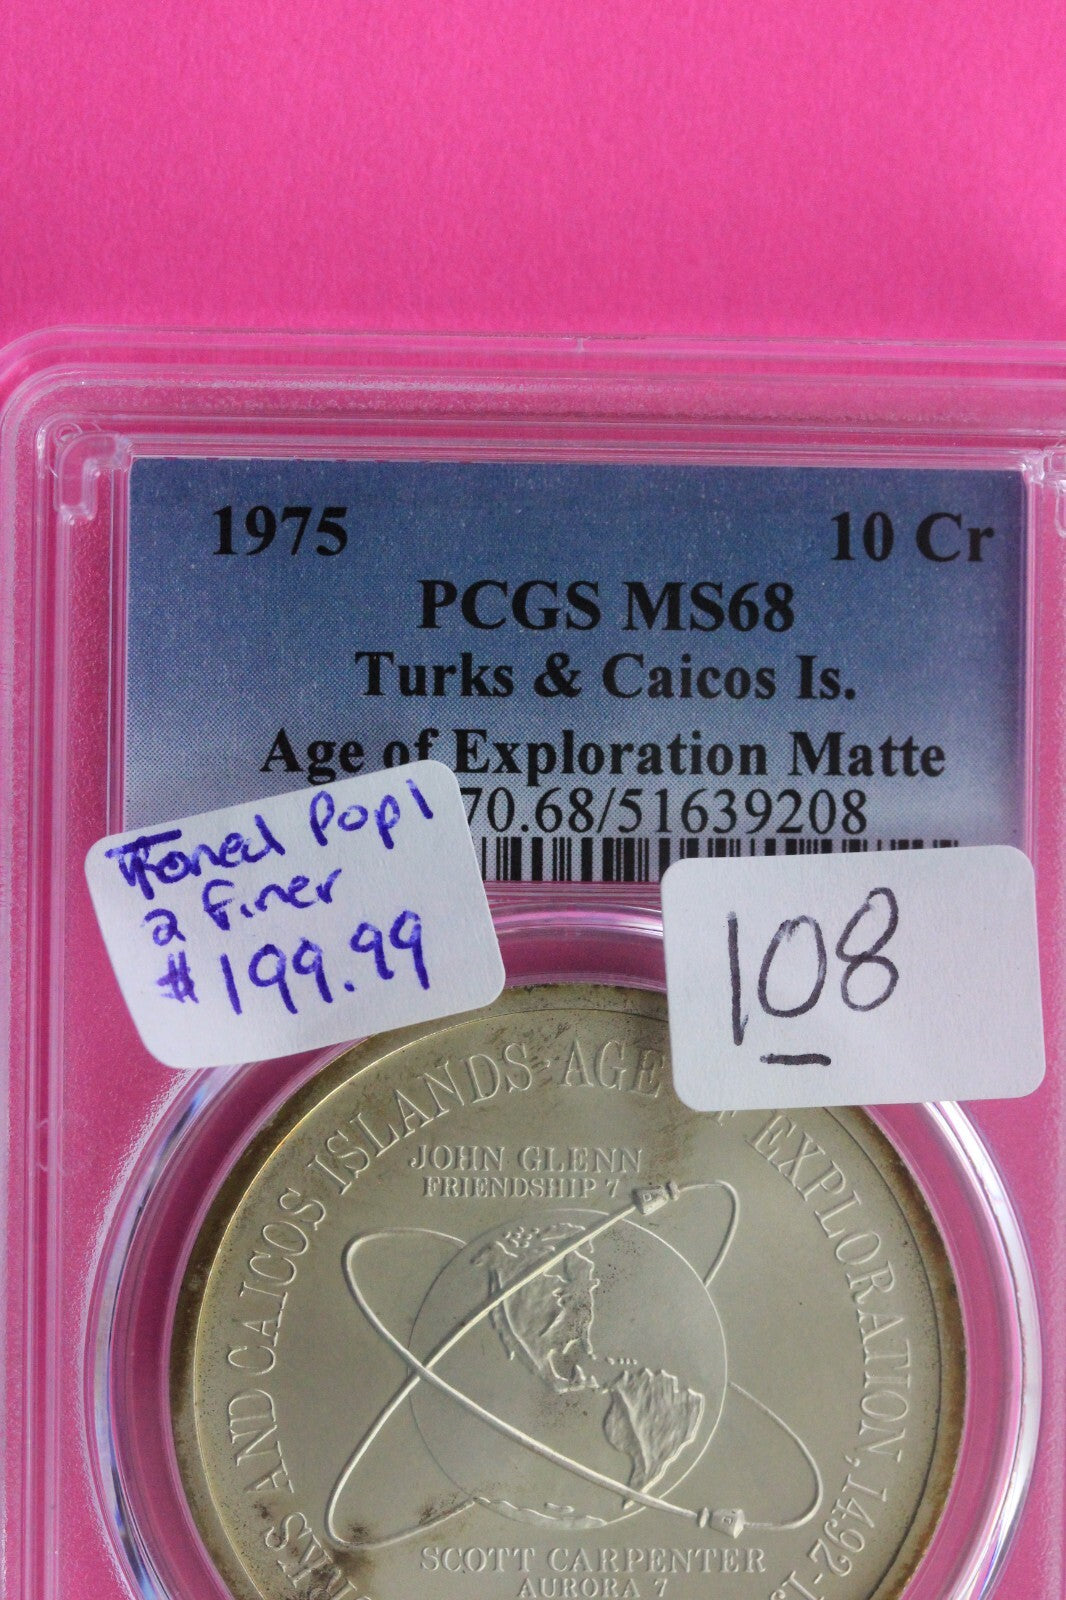 1975 10 Cr
PCGS MS68
Turks & Caicos Is.
Age of Exploration Matte
70.68/51639208
Toned Pop 1
2 Finer
$199.99
108
AND CAICOS ISLANDS · AGE EXPLORATION, 1492-1
JOHN GLENN
FRIENDSHIP 7
SCOTT CARPENTER
AURORA 7